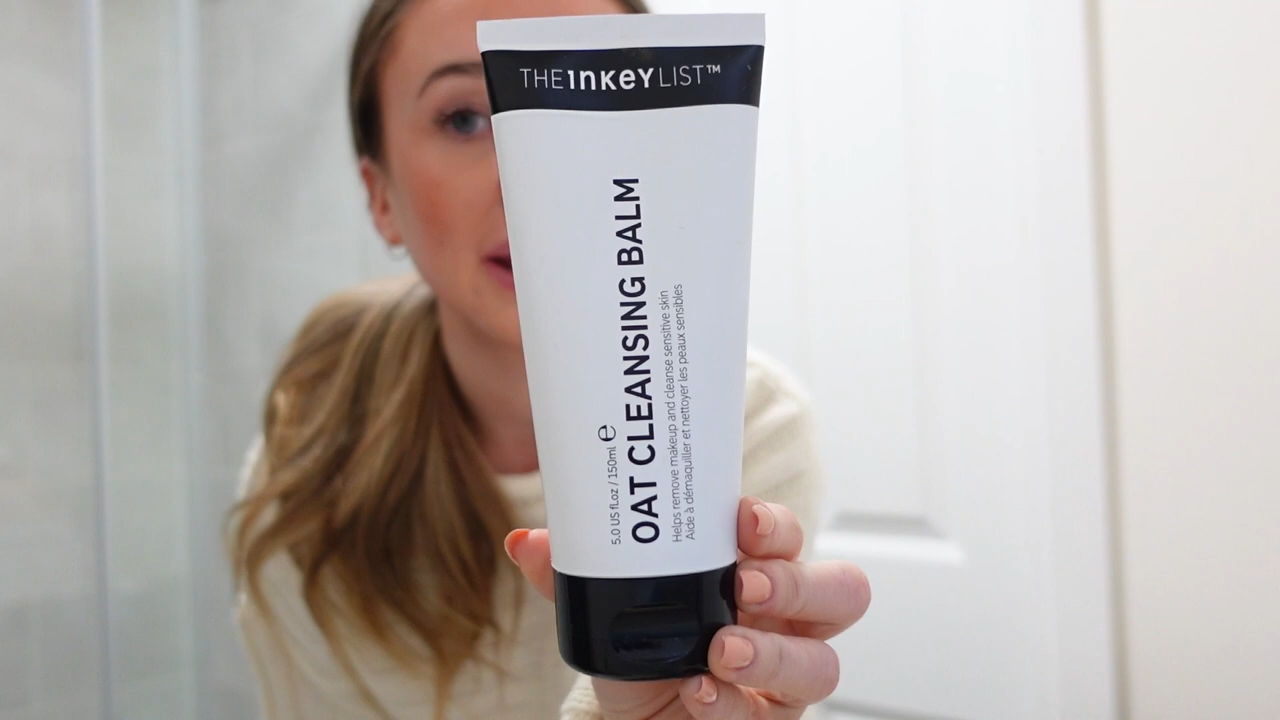 THE INKEY LIST™
5.0 US fl.oz / 150ml ℮
OAT CLEANSING BALM
Helps remove makeup and cleanse sensitive skin
Aide à démaquiller et nettoyer les peaux sensibles